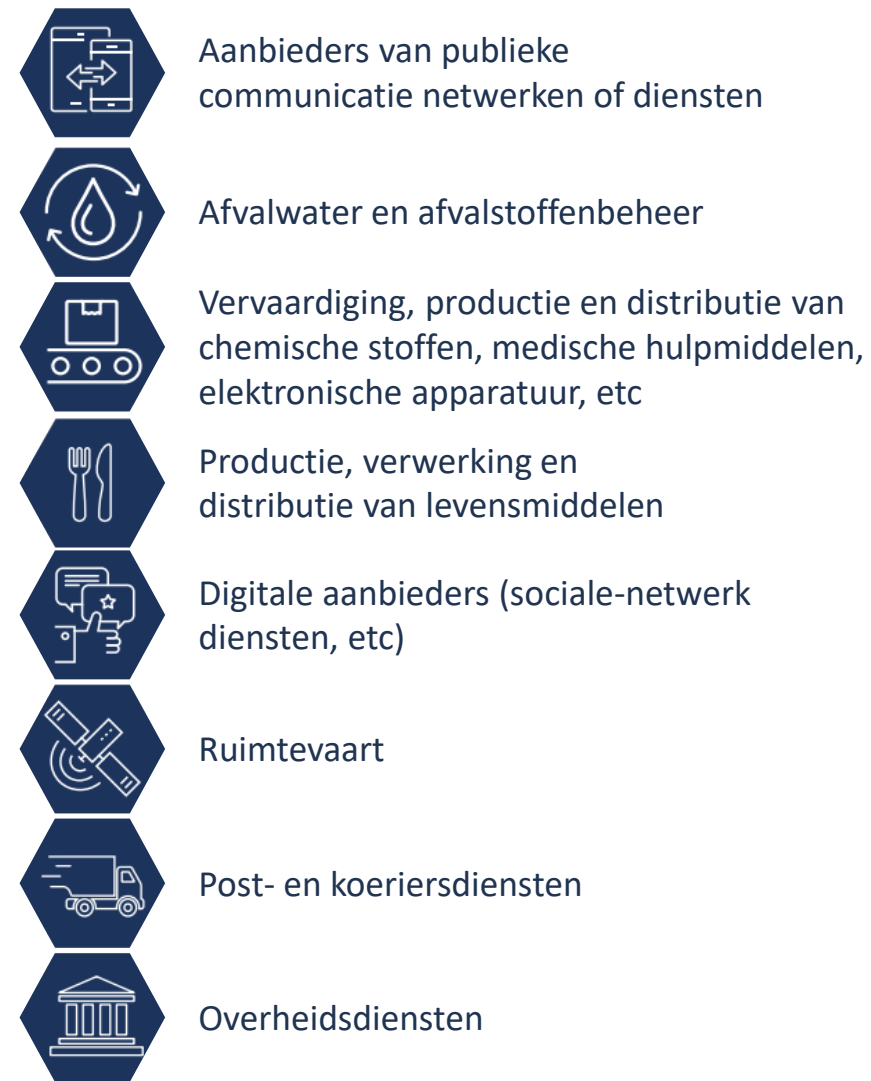 Aanbieders van publieke
communicatie netwerken of diensten
Afvalwater en afvalstoffenbeheer
Vervaardiging, productie en distributie van
chemische stoffen, medische hulpmiddelen,
elektronische apparatuur, etc
Productie, verwerking en
distributie van levensmiddelen
Digitale aanbieders (sociale-netwerk
diensten, etc)
Ruimtevaart
Post- en koeriersdiensten
Overheidsdiensten